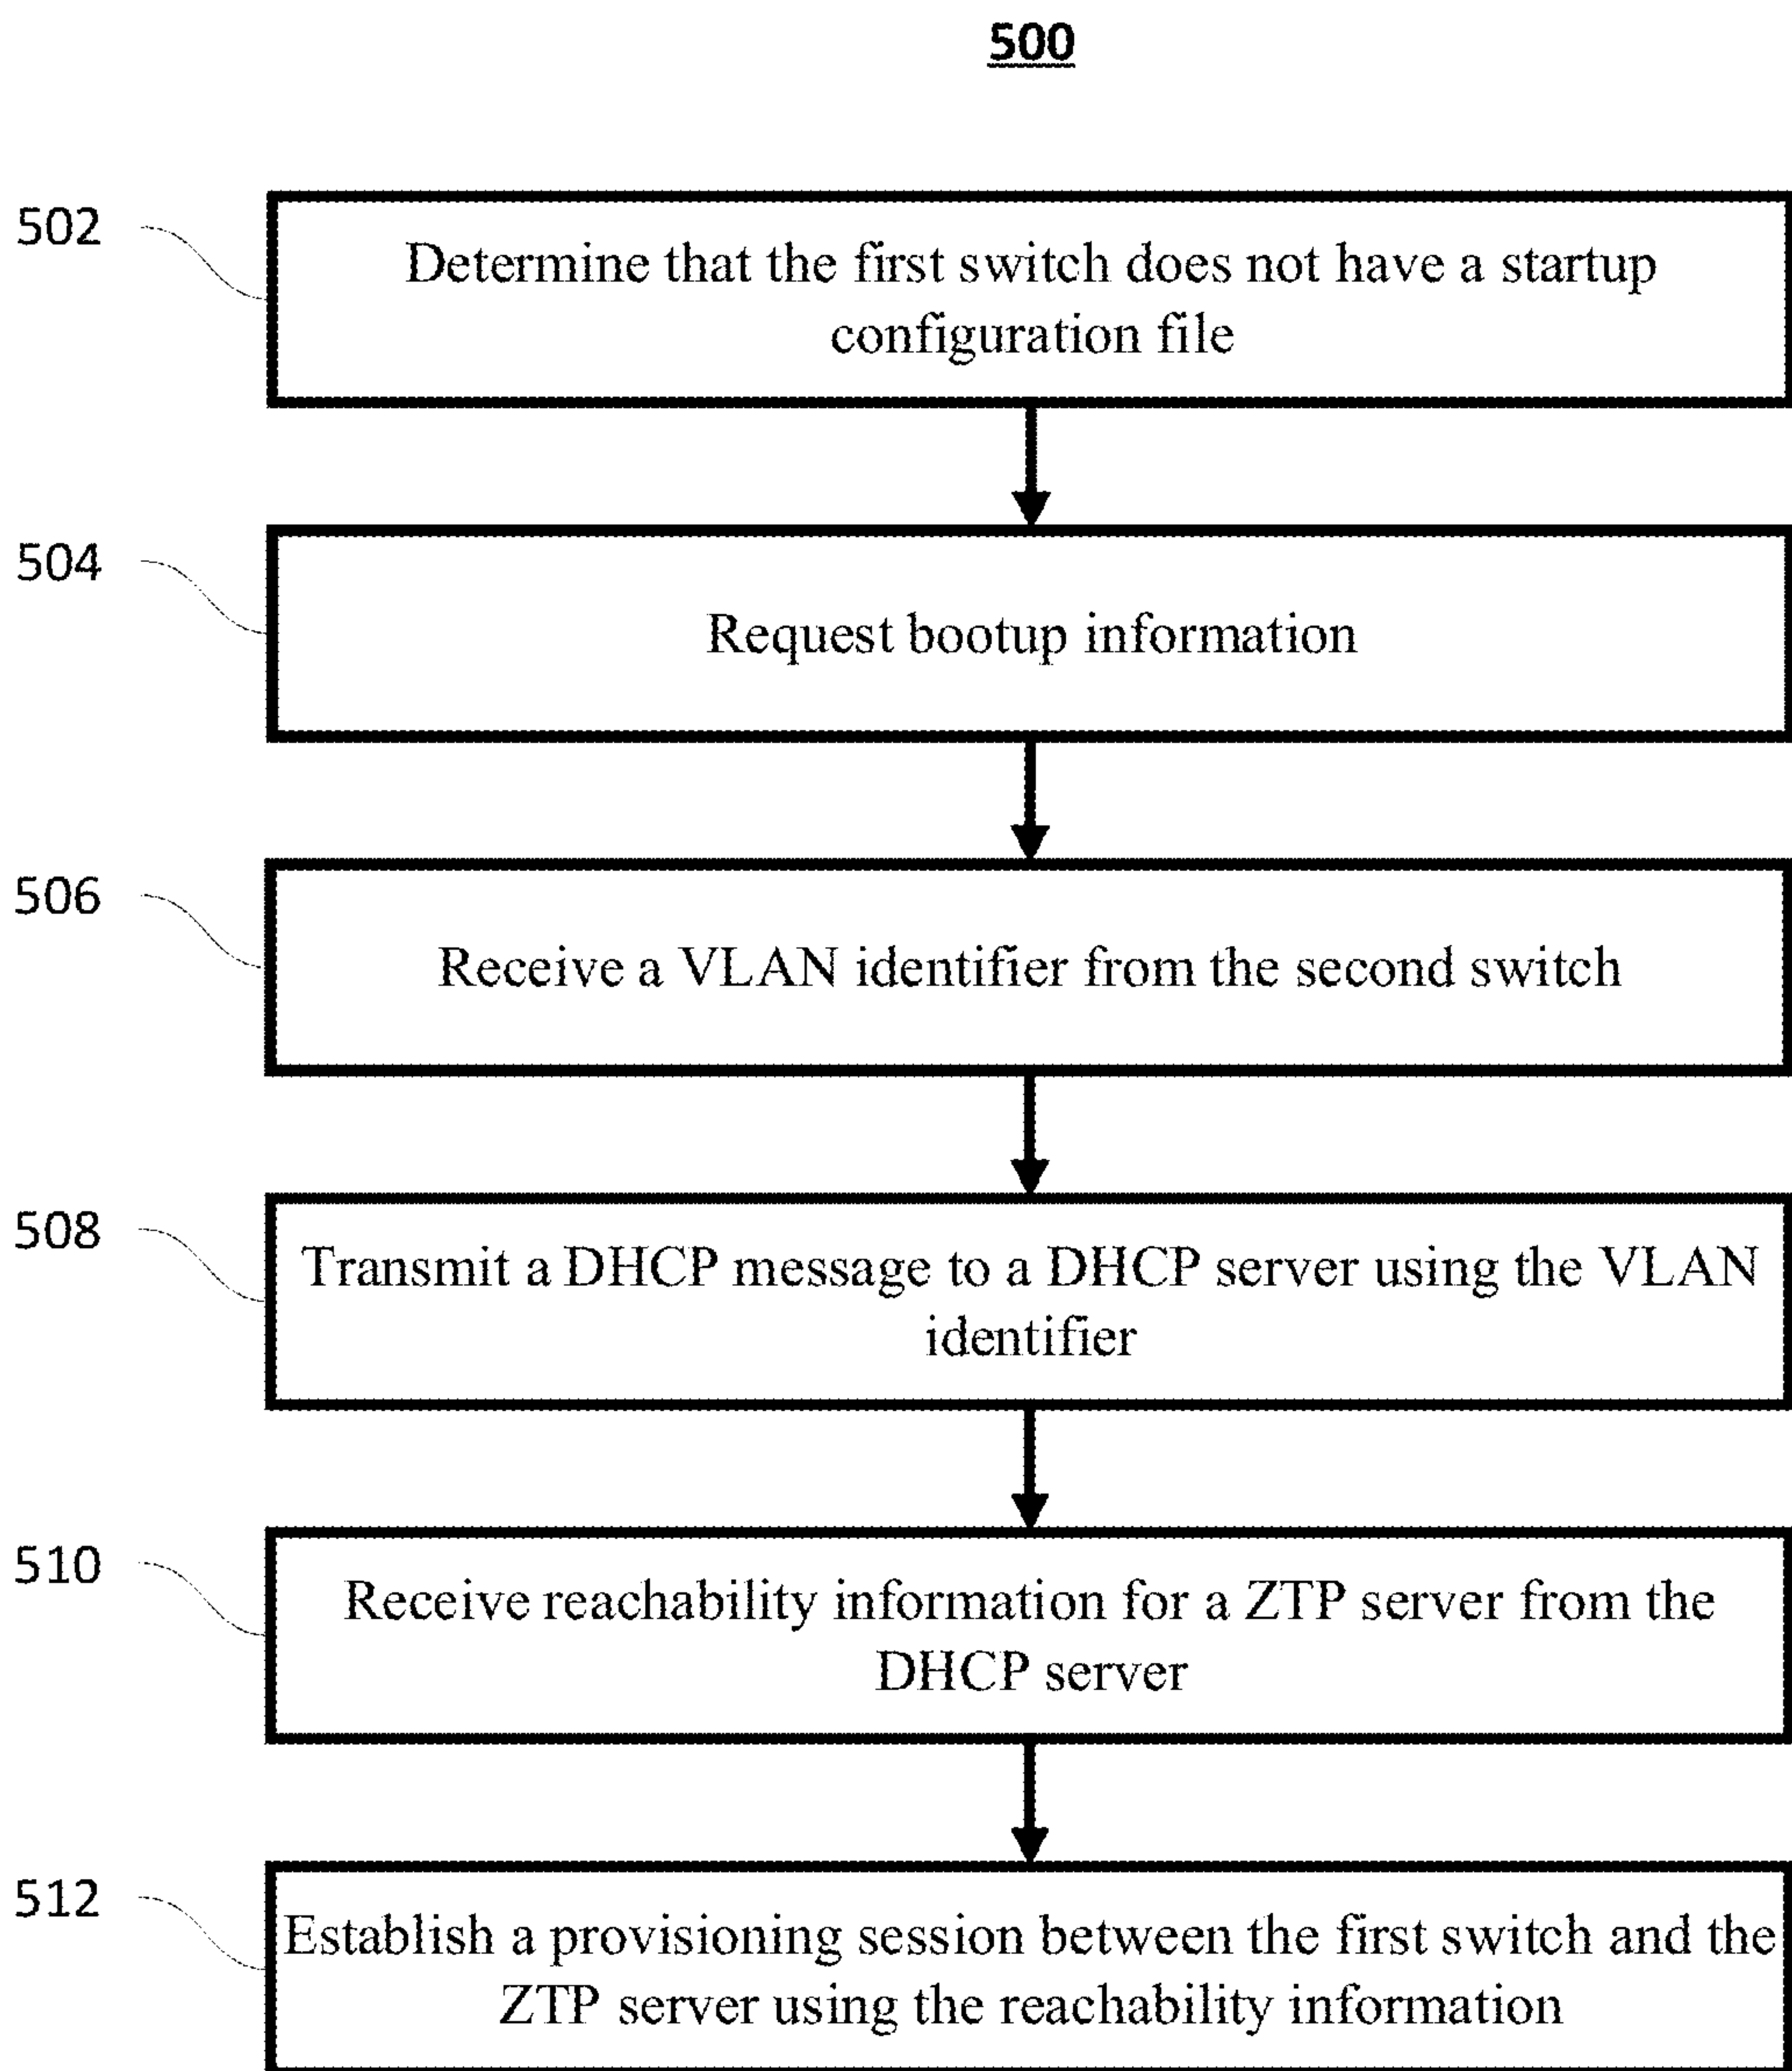 500
502
Determine that the first switch does not have a startup
configuration file
504
Request bootup information
506
Receive a VLAN identifier from the second switch
508
Transmit a DHCP message to a DHCP server using the VLAN
identifier
510
Receive reachability information for a ZTP server from the
DHCP server
512
Establish a provisioning session between the first switch and the
ZTP server using the reachability information